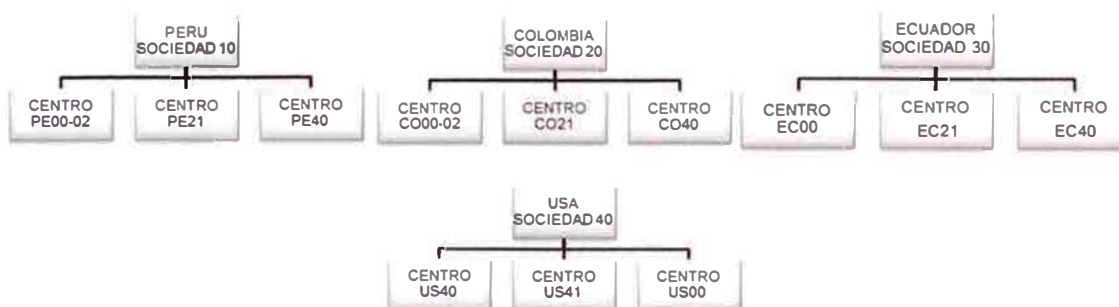 PERU
SOCIEDAD 10
CENTRO
PE00-02
CENTRO
PE21
CENTRO
PE40
COLOMBIA
SOCIEDAD 20
CENTRO
CO00-02
CENTRO
CO21
CENTRO
CO40
ECUADOR
SOCIEDAD 30
CENTRO
EC00
CENTRO
EC21
CENTRO
EC40
USA
SOCIEDAD 40
CENTRO
US40
CENTRO
US41
CENTRO
US00